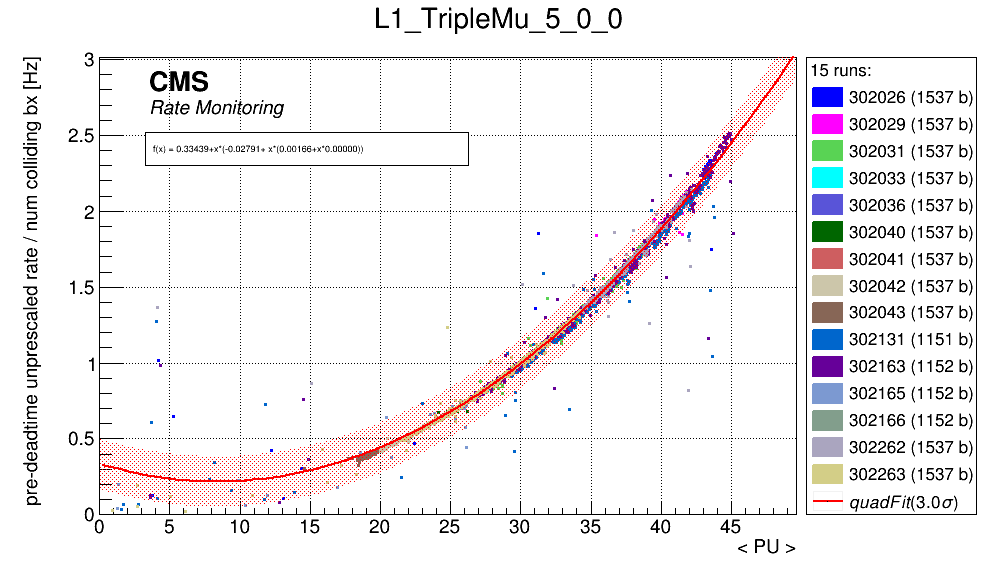 L1_TripleMu_5_0_0
pre-deadtime unprescaled rate / num colliding bx [Hz]
3
2.5
2
1.5
1
0.5
0
CMS
Rate Monitoring
f(x) = 0.33439+x*(-0.02791+ x*(0.00166+x*0.00000))
0 5 10 15 20 25 30 35 40 45
< PU >
15 runs:
302026 (1537 b)
302029 (1537 b)
302031 (1537 b)
302033 (1537 b)
302036 (1537 b)
302040 (1537 b)
302041 (1537 b)
302042 (1537 b)
302043 (1537 b)
302131 (1151 b)
302163 (1152 b)
302165 (1152 b)
302166 (1152 b)
302262 (1537 b)
302263 (1537 b)
quadFit(3.0σ)